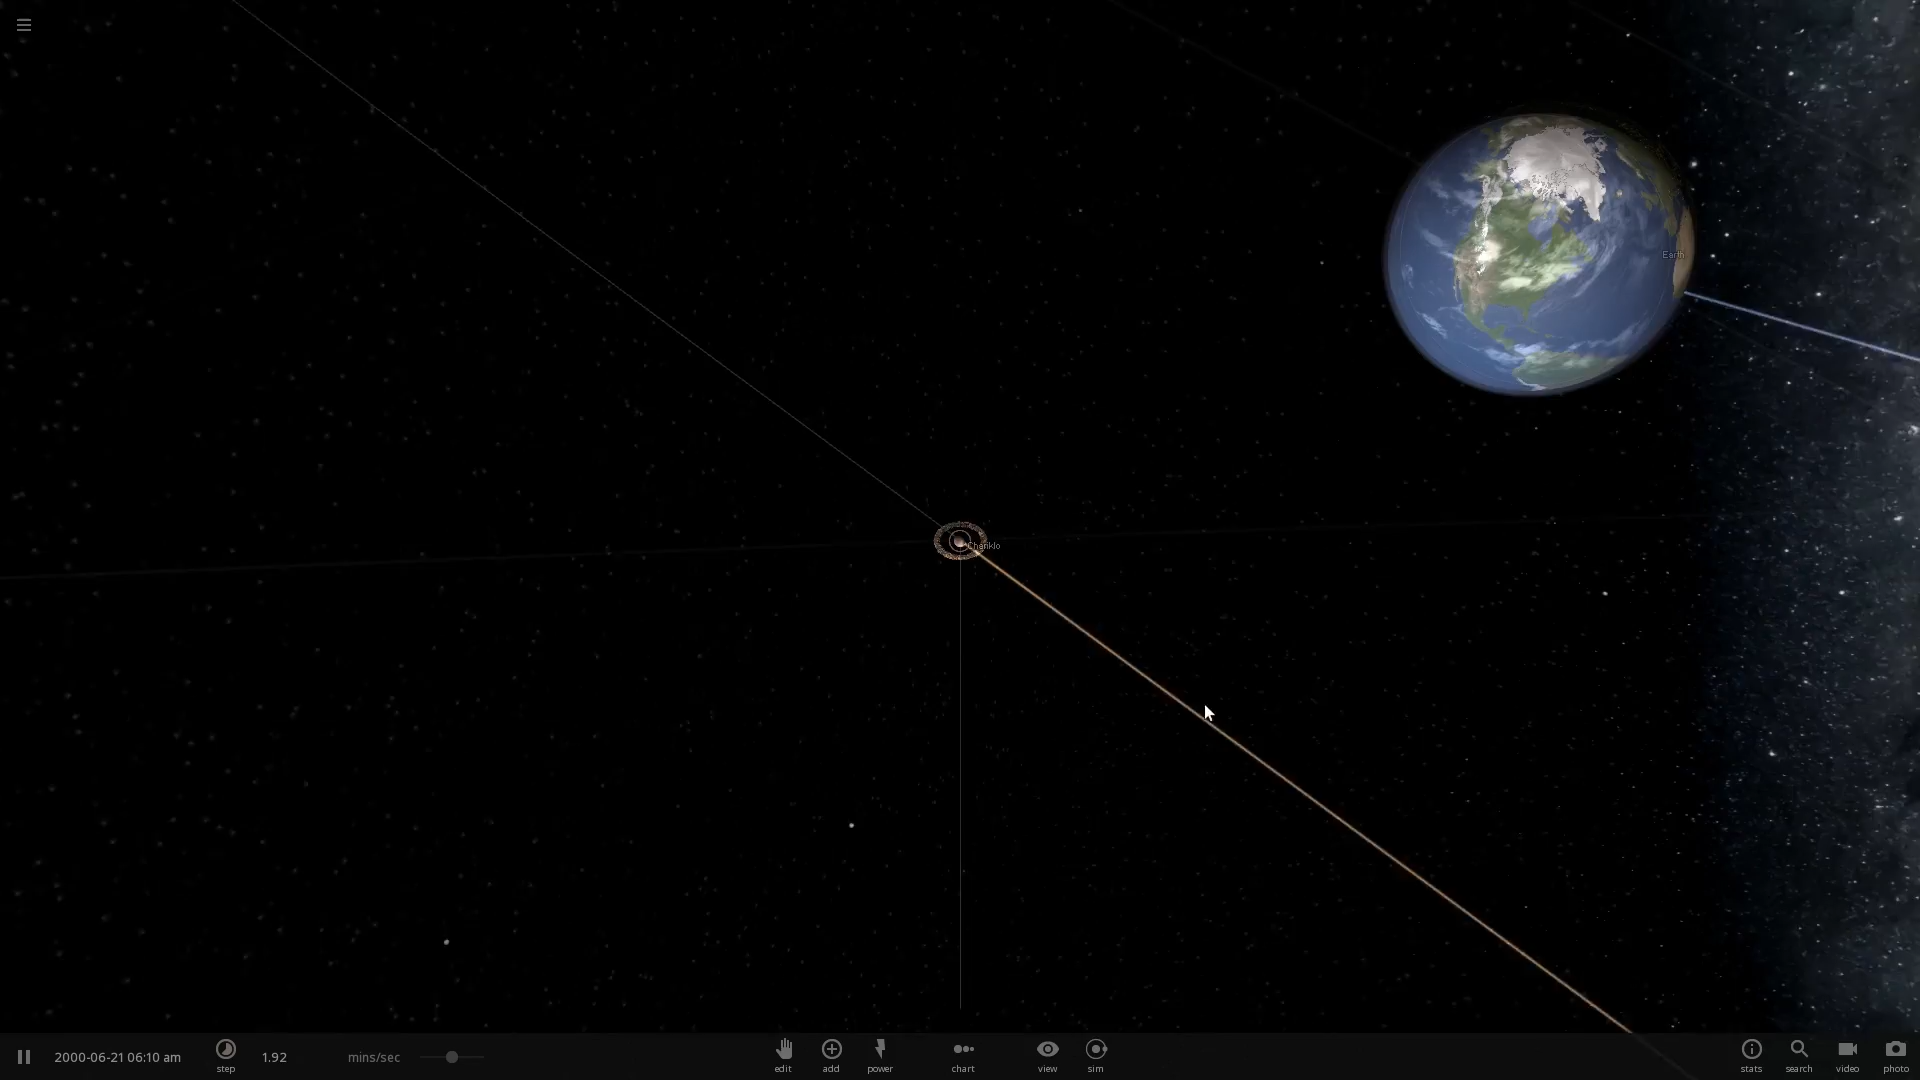 Earth
Chariklo
2000-06-21 06:10 am
step
1.92
mins/sec
edit
add
power
chart
view
sim
stats
search
video
photo